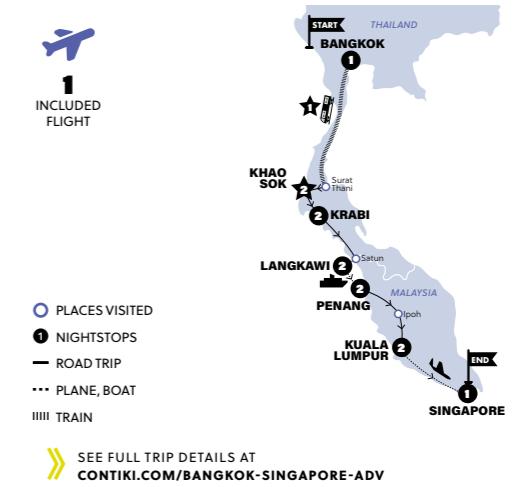 START
THAILAND
BANGKOK
1
1
INCLUDED
FLIGHT
1
KHAO
SOK
2
Surat
Thani
2
KRABI
Satun
LANGKAWI
2
2
PENANG
MALAYSIA
Ipoh
KUALA
LUMPUR
2
END
1
SINGAPORE
PLACES VISITED
1 NIGHTSTOPS
ROAD TRIP
PLANE, BOAT
TRAIN
SEE FULL TRIP DETAILS AT
CONTIKI.COM/BANGKOK-SINGAPORE-ADV